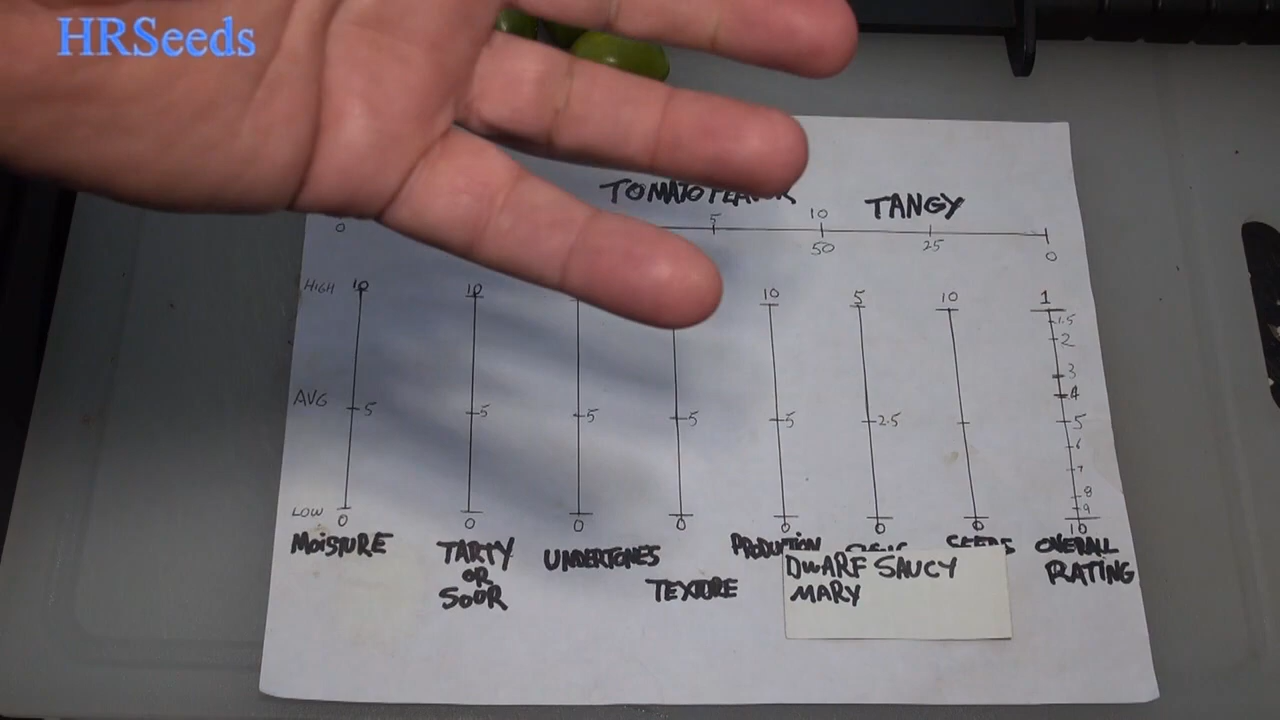 HRSeeds
TOMATO FLAVOR TANGY
0 5 10 50 25 0
HIGH 10 10 10 5 10 1
1.5
2
3
4
AVG 5 5 5 5 5 2.5 5
6
7
8
9
LOW 0 0 0 0 0 0 0 10
MOISTURE
TARTY
OR
SOUR
UNDERTONES
TEXTURE
PRODUCTION
SEEDS
OVERALL
RATING
DWARF SAUCY
MARY